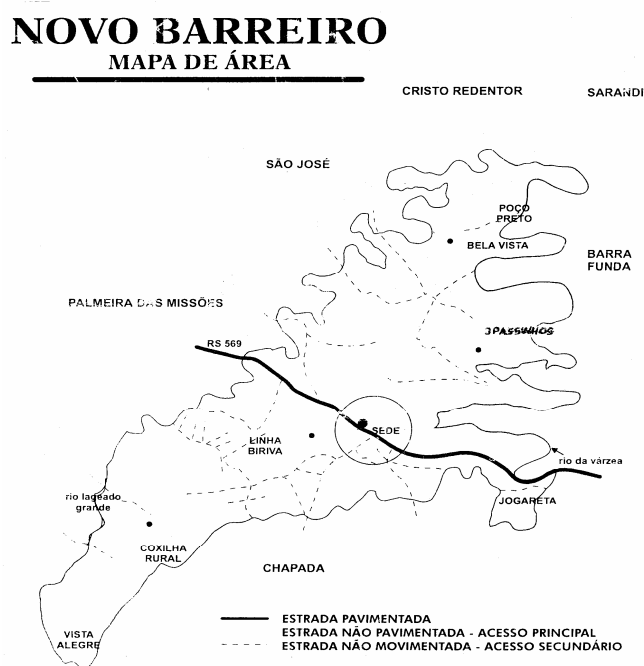 NOVO BARREIRO
MAPA DE ÁREA
CRISTO REDENTOR
SARANDI
SÃO JOSÉ
POÇO
PRETO
BELA VISTA
BARRA
FUNDA
PALMEIRA DAS MISSÕES
3 PASSINHOS
RS 569
SEDE
LINHA
BIRIVA
rio da várzea
rio lageado
grande
JOGARETA
COXILHA
RURAL
CHAPADA
VISTA
ALEGRE
ESTRADA PAVIMENTADA
ESTRADA NÃO PAVIMENTADA - ACESSO PRINCIPAL
ESTRADA NÃO MOVIMENTADA - ACESSO SECUNDÁRIO